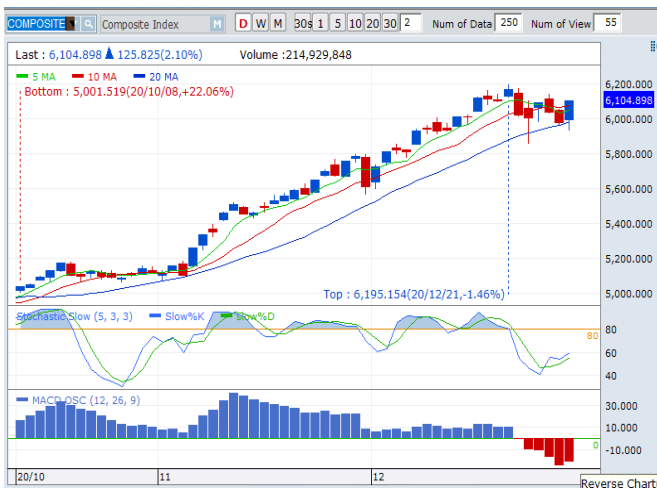 COMPOSITE Composite Index M D W M 30s 1 5 10 20 30 2 Num of Data 250 Num of View 55
Last : 6,104.898 ▲ 125.825(2.10%) Volume :214,929,848
5 MA 10 MA 20 MA
Bottom : 5,001.519(20/10/08,+22.06%)
6,200.000
6,104.898
6,000.000
5,800.000
5,600.000
5,400.000
5,200.000
5,000.000
Top : 6,195.154(20/12/21,-1.46%)
Stochastic Slow (5, 3, 3) Slow%K Slow%D
80
80
60
40
MACD OSC (12, 26, 9)
30.000
10.000
0
-10.000
20/10 11 12
Reverse Chart